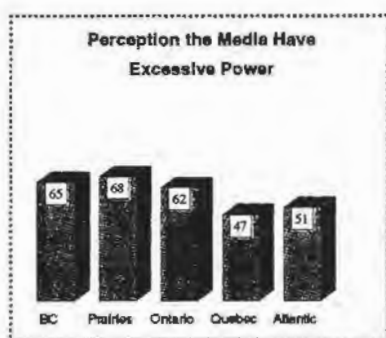 Perception the Media Have
Excessive Power
65 68 62 47 51
BC Prairies Ontario Quebec Atlantic